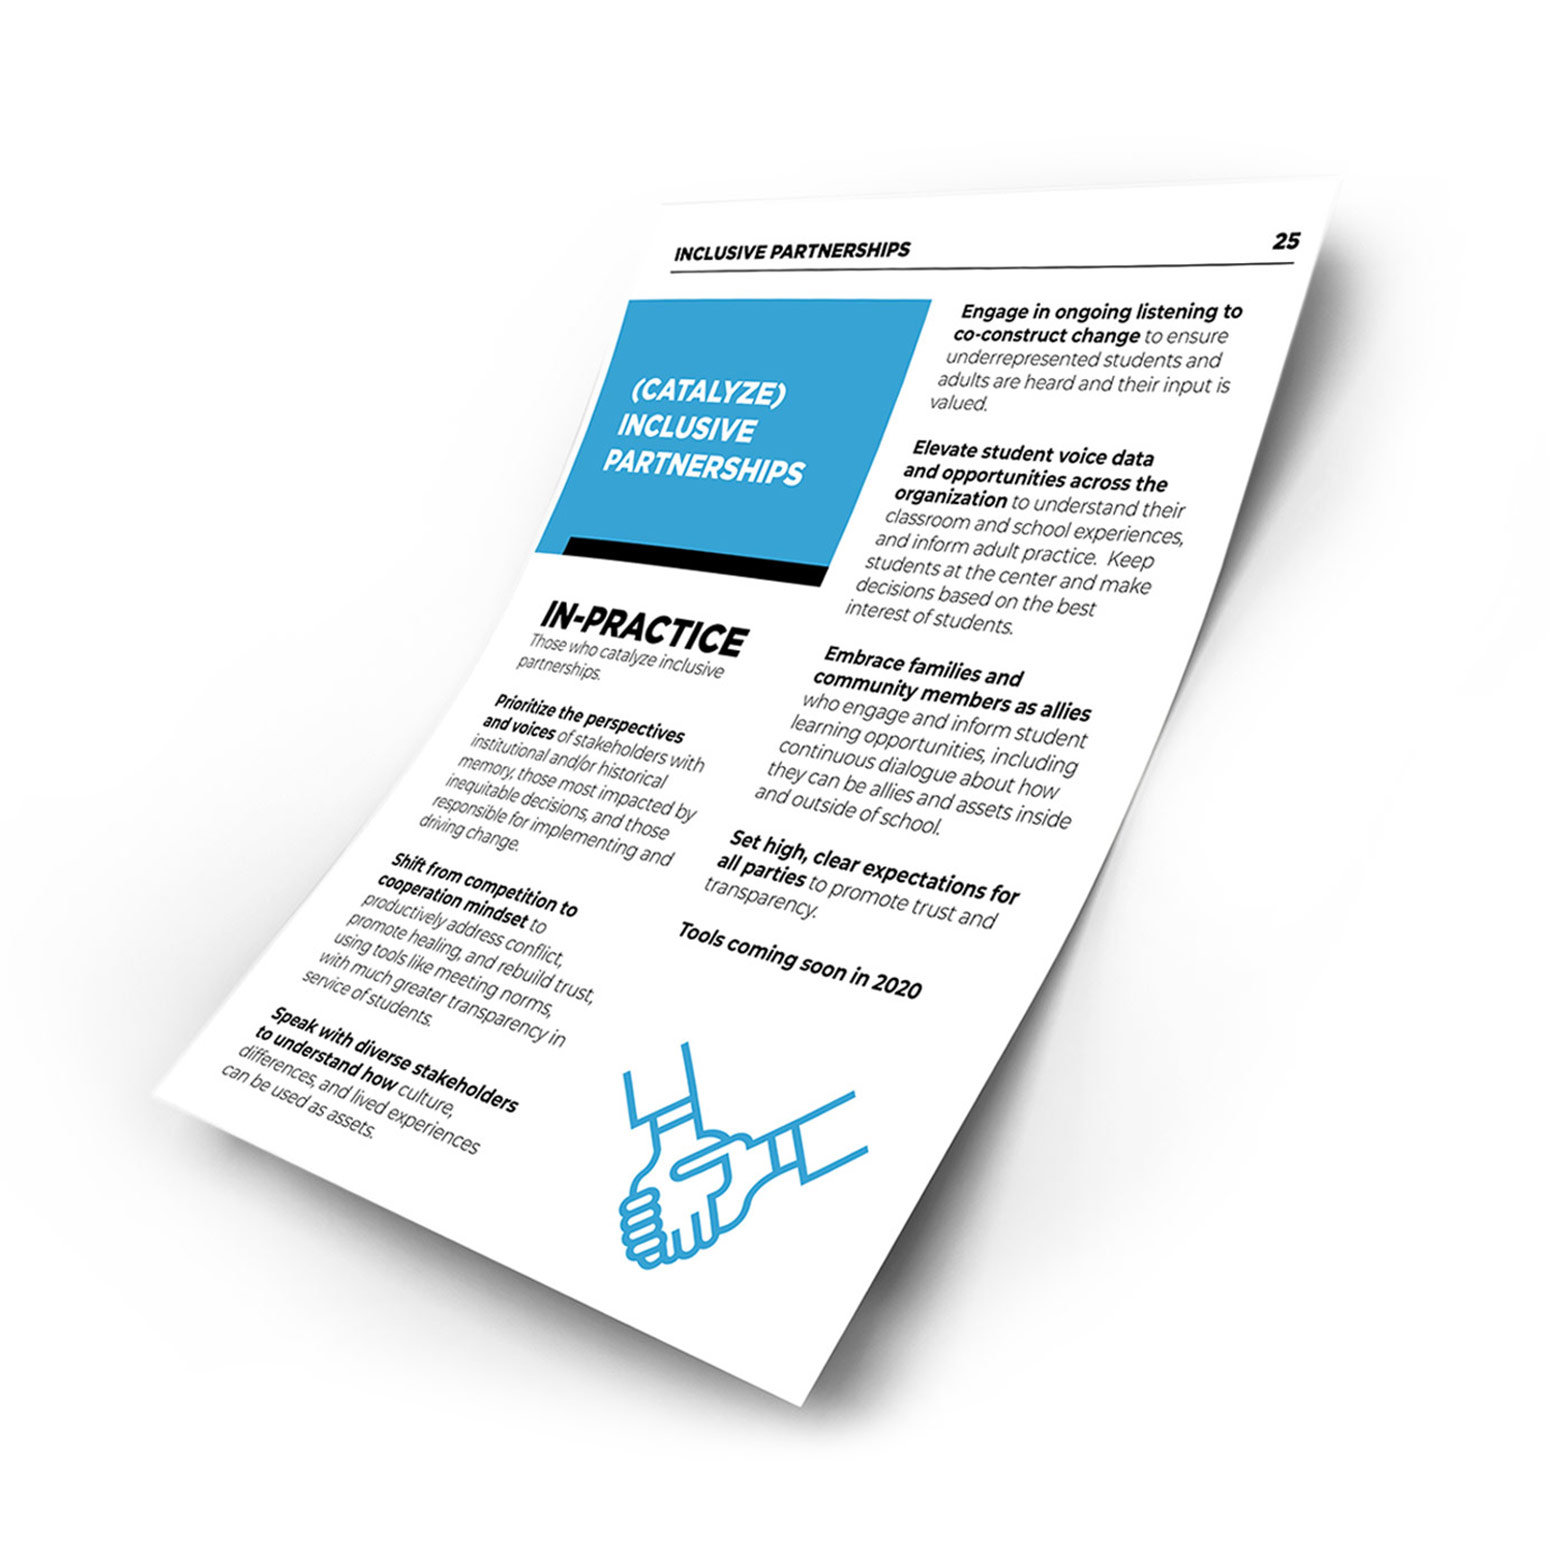 INCLUSIVE PARTNERSHIPS
25
(CATALYZE)
INCLUSIVE
PARTNERSHIPS
IN-PRACTICE
Those who catalyze inclusive
partnerships.
Prioritize the perspectives
and voices of stakeholders with
institutional and/or historical
memory, those most impacted by
inequitable decisions, and those
responsible for implementing and
driving change.
Shift from competition to
cooperation mindset to
productively address conflict,
promote healing, and rebuild trust,
using tools like meeting norms,
with much greater transparency in
service of students.
Speak with diverse stakeholders
to understand how culture,
differences, and lived experiences
can be used as assets.
Engage in ongoing listening to
co-construct change to ensure
underrepresented students and
adults are heard and their input is
valued.
Elevate student voice data
and opportunities across the
organization to understand their
classroom and school experiences,
and inform adult practice.  Keep
students at the center and make
decisions based on the best
interest of students.
Embrace families and
community members as allies
who engage and inform student
learning opportunities, including
continuous dialogue about how
they can be allies and assets inside
and outside of school.
Set high, clear expectations for
all parties to promote trust and
transparency.
Tools coming soon in 2020